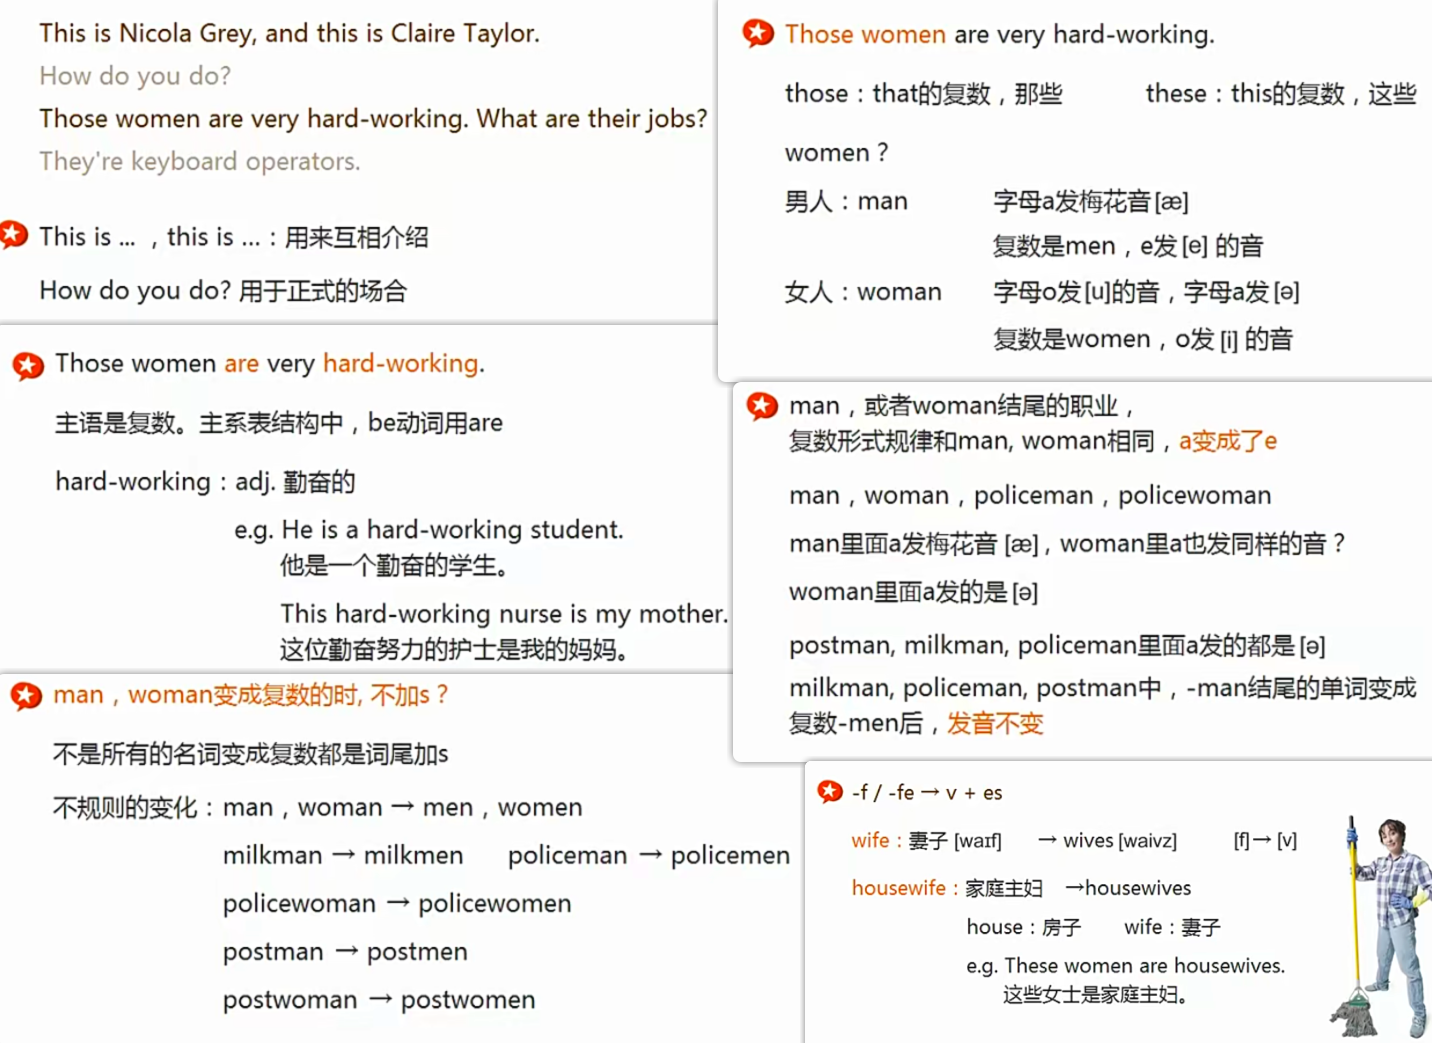 This is Nicola Grey, and this is Claire Taylor.
How do you do?
Those women are very hard-working. What are their jobs?
They're keyboard operators.
This is ... ，this is ...：用来互相介绍
How do you do? 用于正式的场合
Those women are very hard-working.
those：that的复数，那些 these：this的复数，这些
women？
男人：man 字母a发梅花音[æ]
复数是men，e发[e] 的音
女人：woman 字母o发[u]的音，字母a发[ə]
复数是women，o发[i] 的音
Those women are very hard-working.
主语是复数。主系表结构中，be动词用are
hard-working：adj. 勤奋的
e.g. He is a hard-working student.
他是一个勤奋的学生。
This hard-working nurse is my mother.
这位勤奋努力的护士是我的妈妈。
man，或者woman结尾的职业，
复数形式规律和man, woman相同，a变成了e
man，woman，policeman，policewoman
man里面a发梅花音 [æ]，woman里a也发同样的音？
woman里面a发的是[ə]
postman, milkman, policeman里面a发的都是[ə]
milkman, policeman, postman中，-man结尾的单词变成
复数-men后，发音不变
man，woman变成复数的时, 不加s？
不是所有的名词变成复数都是词尾加s
不规则的变化：man，woman → men，women
milkman → milkmen policeman → policemen
policewoman → policewomen
postman → postmen
postwoman → postwomen
-f / -fe → v + es
wife：妻子 [waɪf] → wives [waivz] [f]→ [v]
housewife：家庭主妇 →housewives
house：房子 wife：妻子
e.g. These women are housewives.
这些女士是家庭主妇。